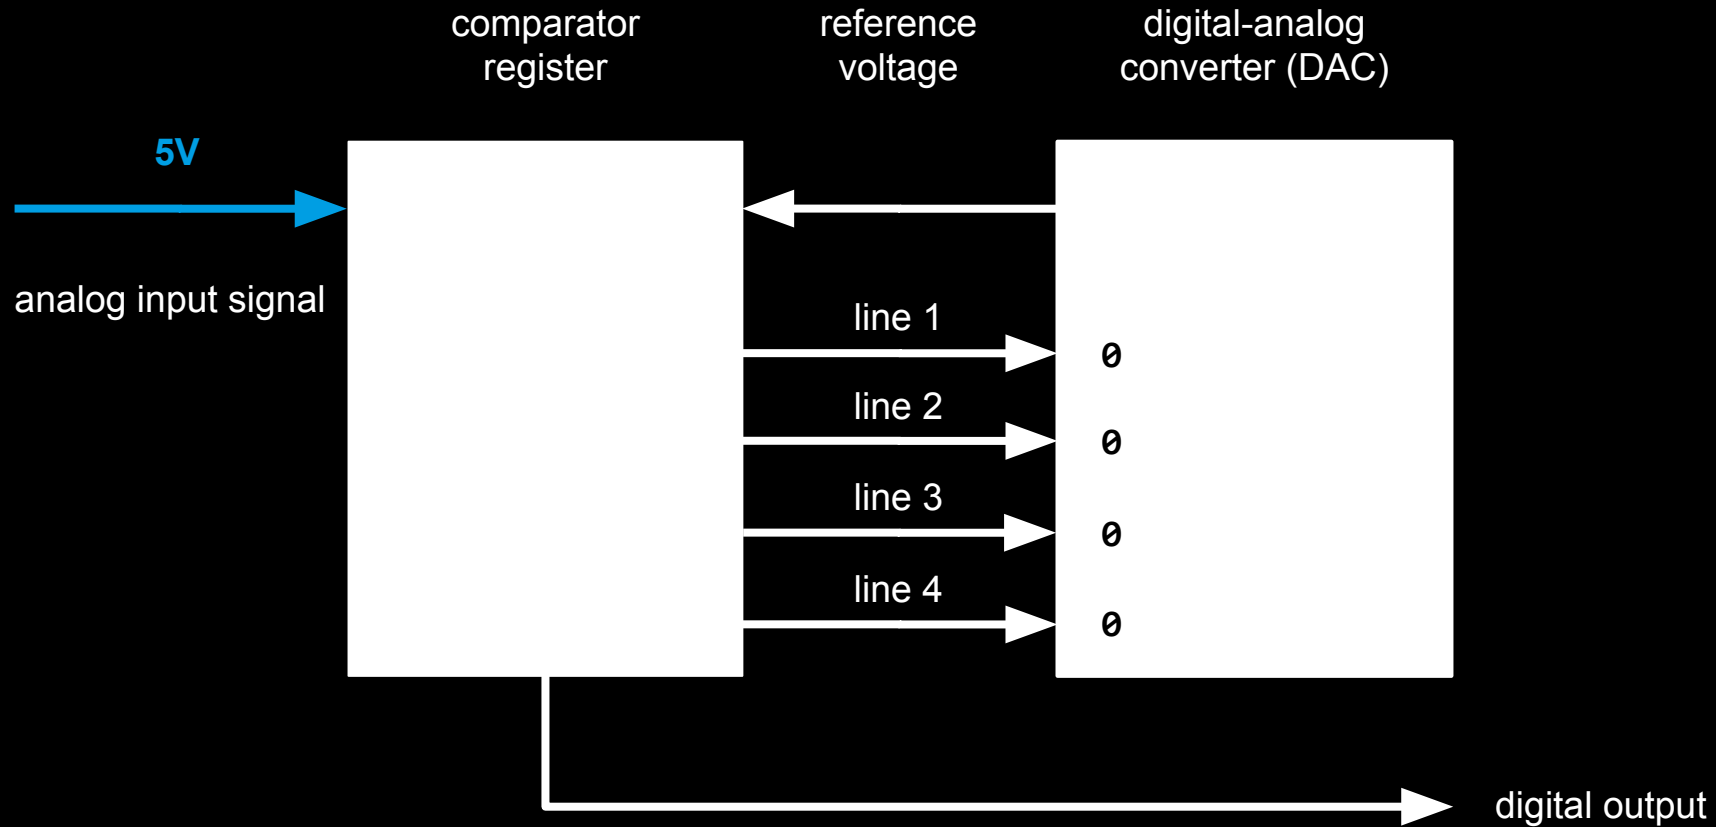 comparator
register
reference
voltage
digital-analog
converter (DAC)
5V
analog input signal
line 1
0
line 2
0
line 3
0
line 4
0
digital output